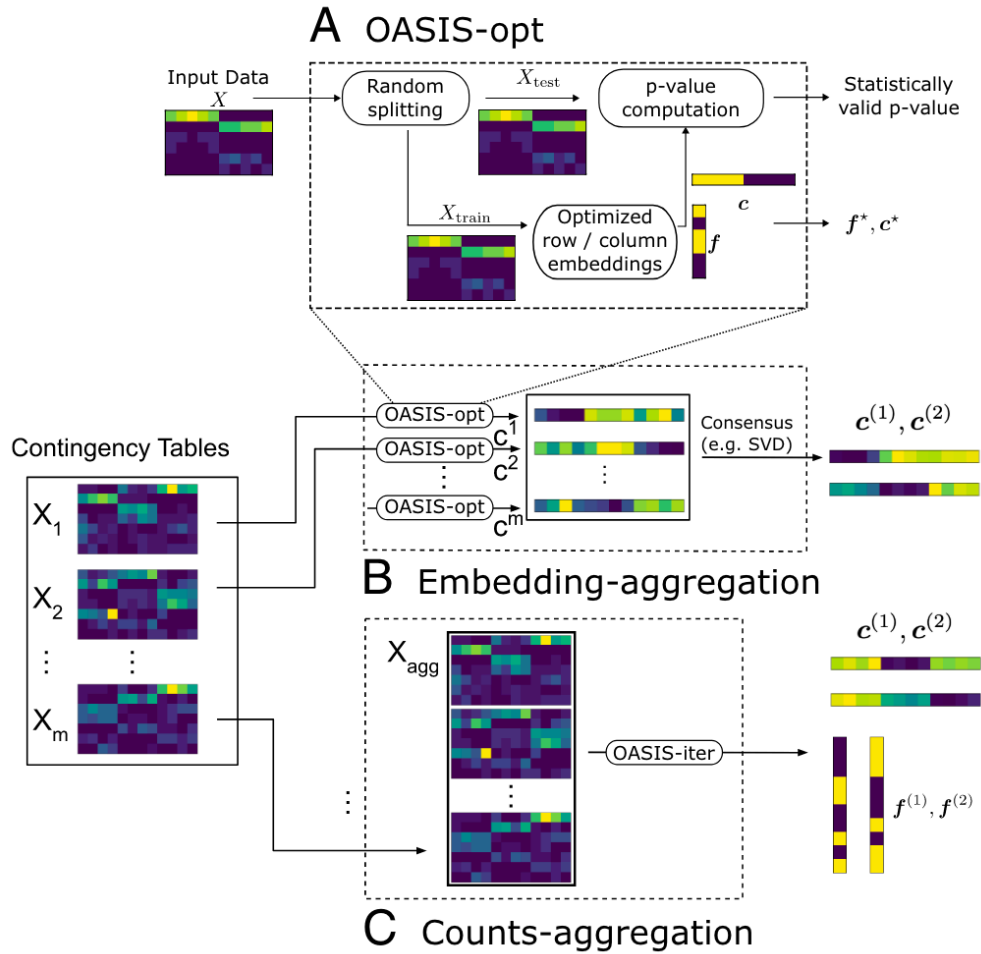 A OASIS-opt
Input Data
X
Random
splitting
X_test
p-value
computation
Statistically
valid p-value
X_train
Optimized
row / column
embeddings
c
f
f⋆, c⋆
Contingency Tables
X_1
X_2
⋮
⋮
X_m
OASIS-opt
c^1
OASIS-opt
c^2
⋮
⋮
OASIS-opt
c^m
Consensus
(e.g. SVD)
c^(1), c^(2)
B Embedding-aggregation
X_agg
⋮
⋮
OASIS-iter
c^(1), c^(2)
f^(1), f^(2)
C Counts-aggregation